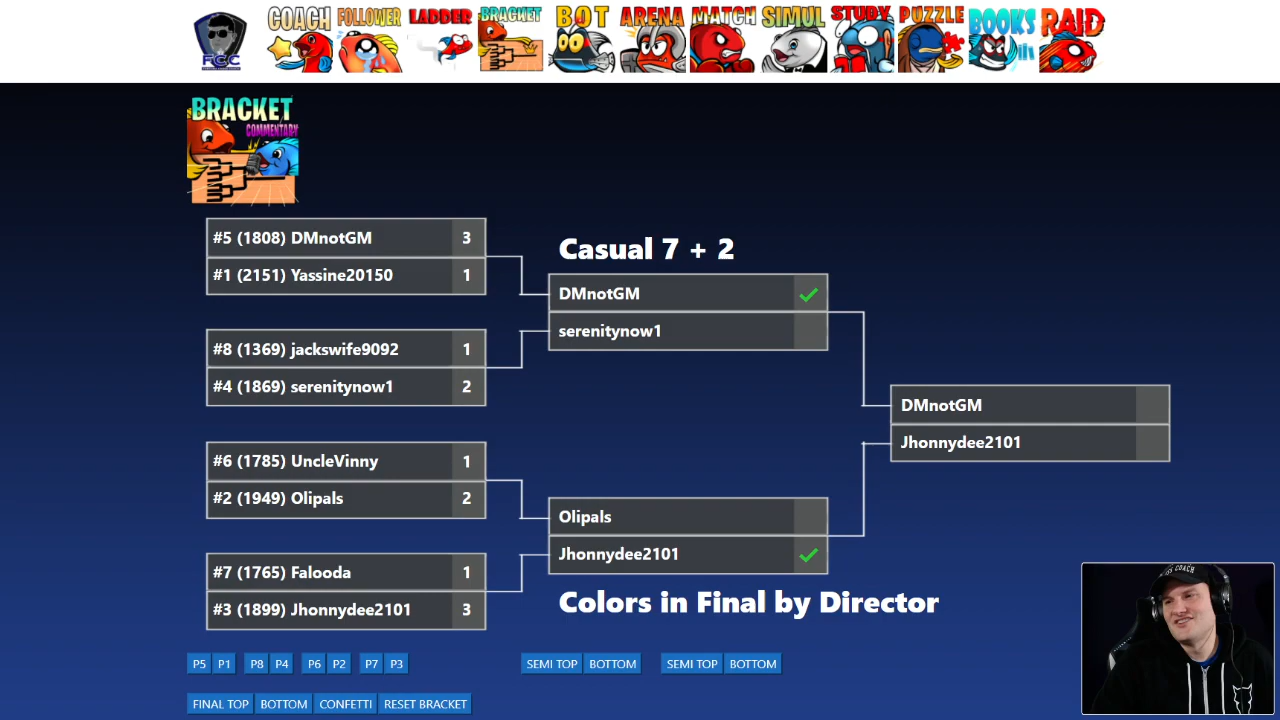 FCC COACH FOLLOWER LADDER BRACKET BOT ARENA MATCH SIMUL STUDY PUZZLE BOOKS RAID
BRACKET
COMMENTARY
#5 (1808) DMnotGM 3
#1 (2151) Yassine20150 1
#8 (1369) jackswife9092 1
#4 (1869) serenitynow1 2
#6 (1785) UncleVinny 1
#2 (1949) Olipals 2
#7 (1765) Falooda 1
#3 (1899) Jhonnydee2101 3
Casual 7 + 2
DMnotGM
serenitynow1
Olipals
Jhonnydee2101
Colors in Final by Director
DMnotGM
Jhonnydee2101
P5 P1 P8 P4 P6 P2 P7 P3 SEMI TOP BOTTOM SEMI TOP BOTTOM
FINAL TOP BOTTOM CONFETTI RESET BRACKET